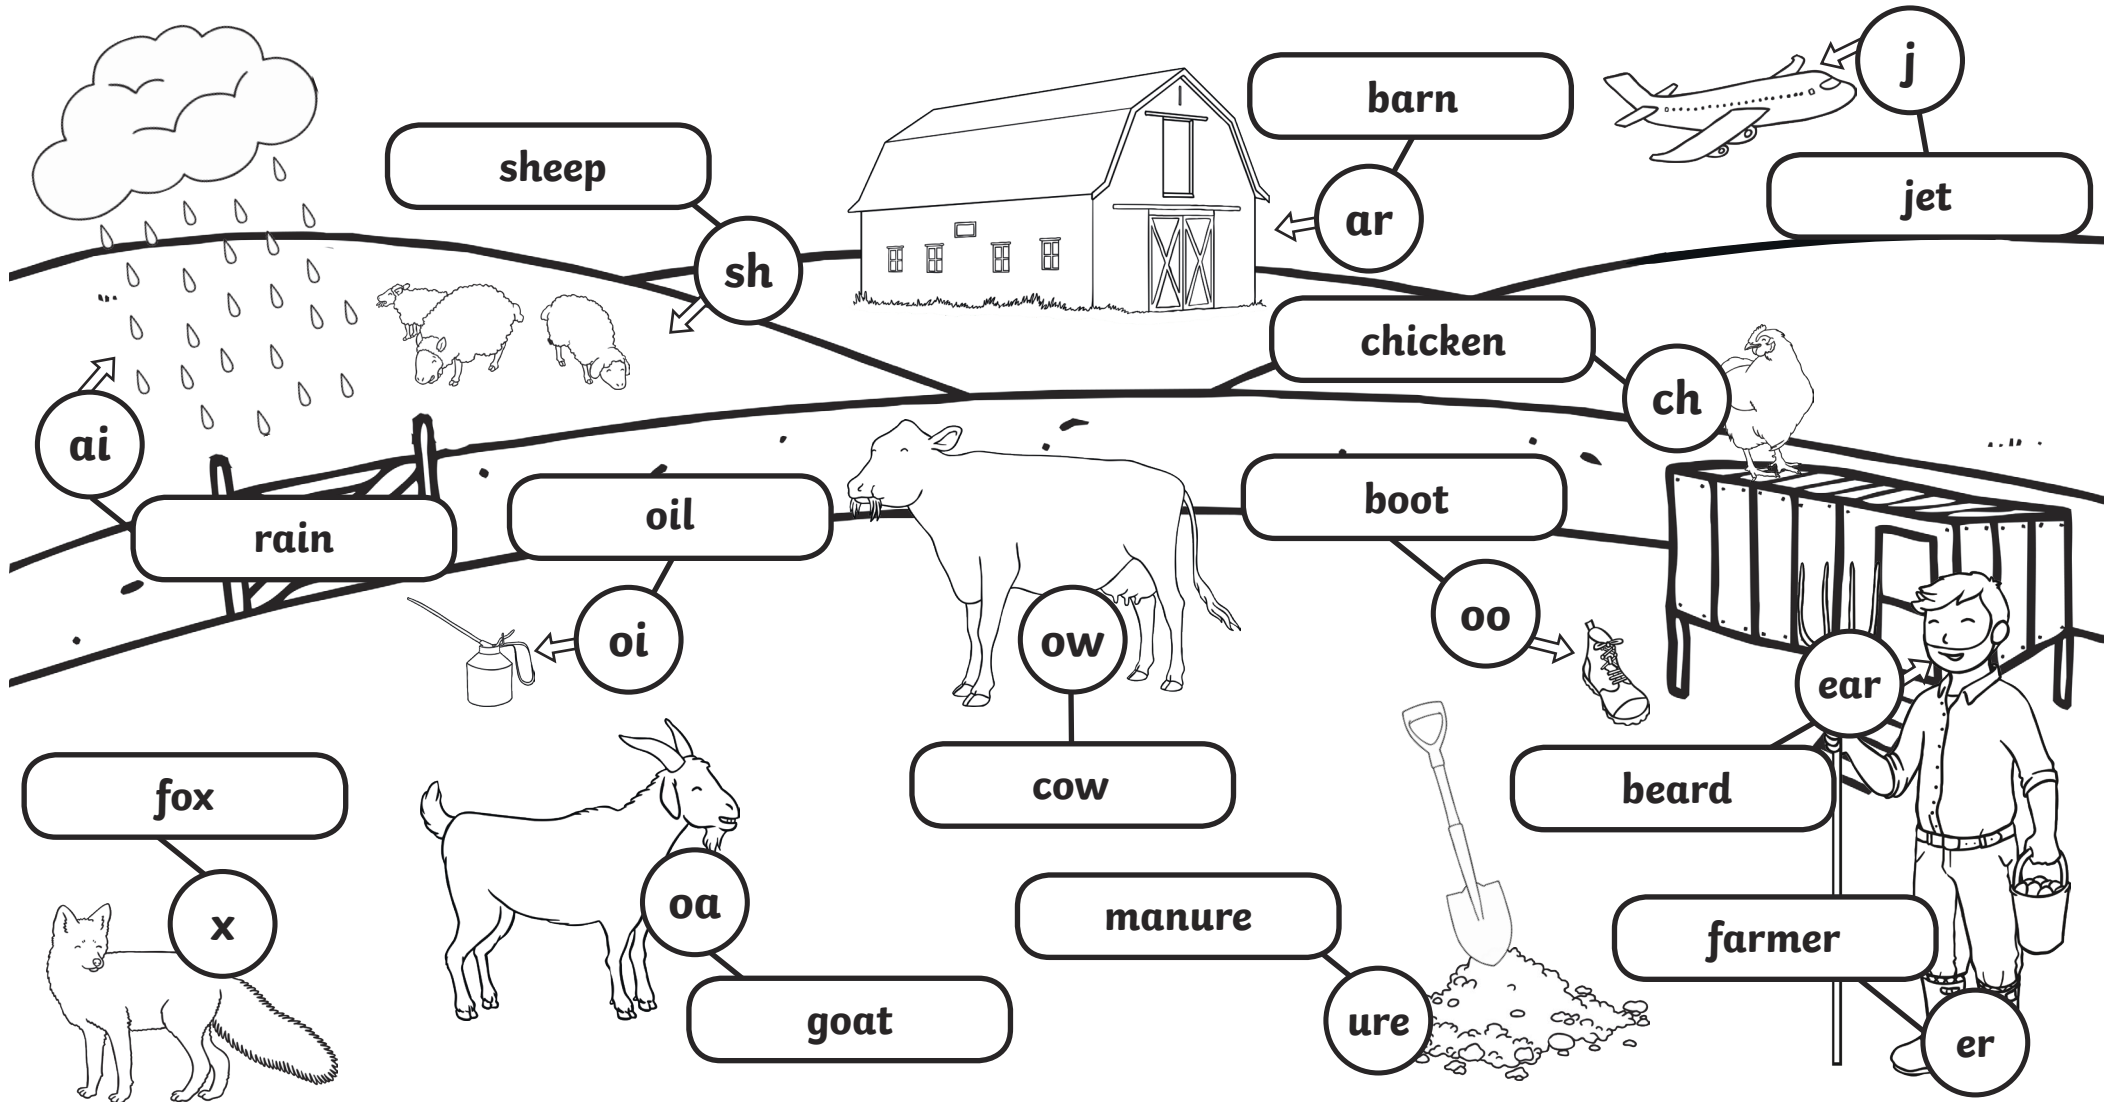 j
barn
sheep
jet
ar
sh
chicken
ch
ai
boot
oil
rain
oo
oi
ow
ear
cow
beard
fox
oa
manure
x
farmer
goat
ure
er